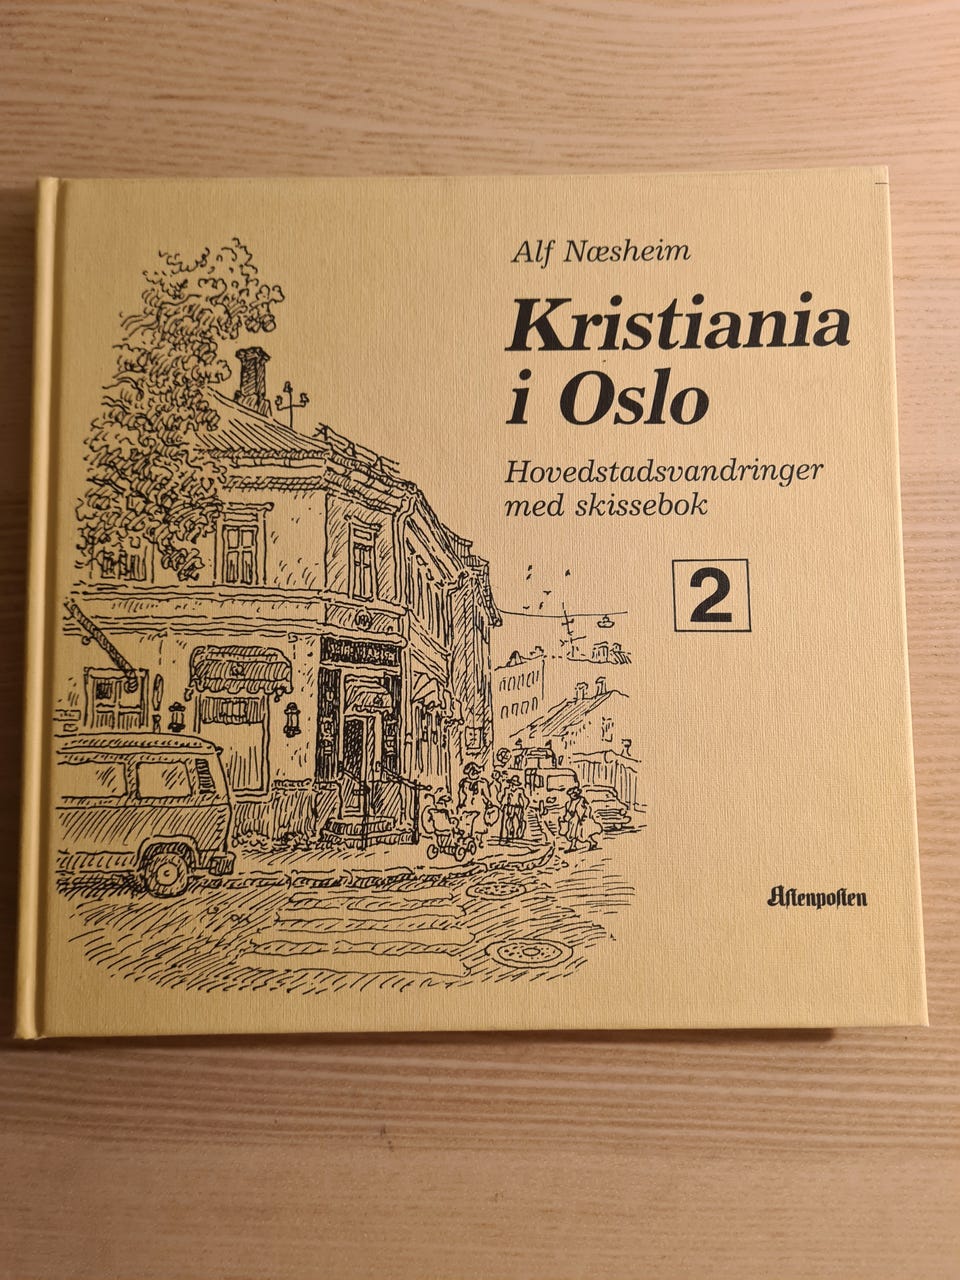 Alf Næsheim
Kristiania
i Oslo
Hovedstadsvandringer
med skissebok
2
Aftenposten